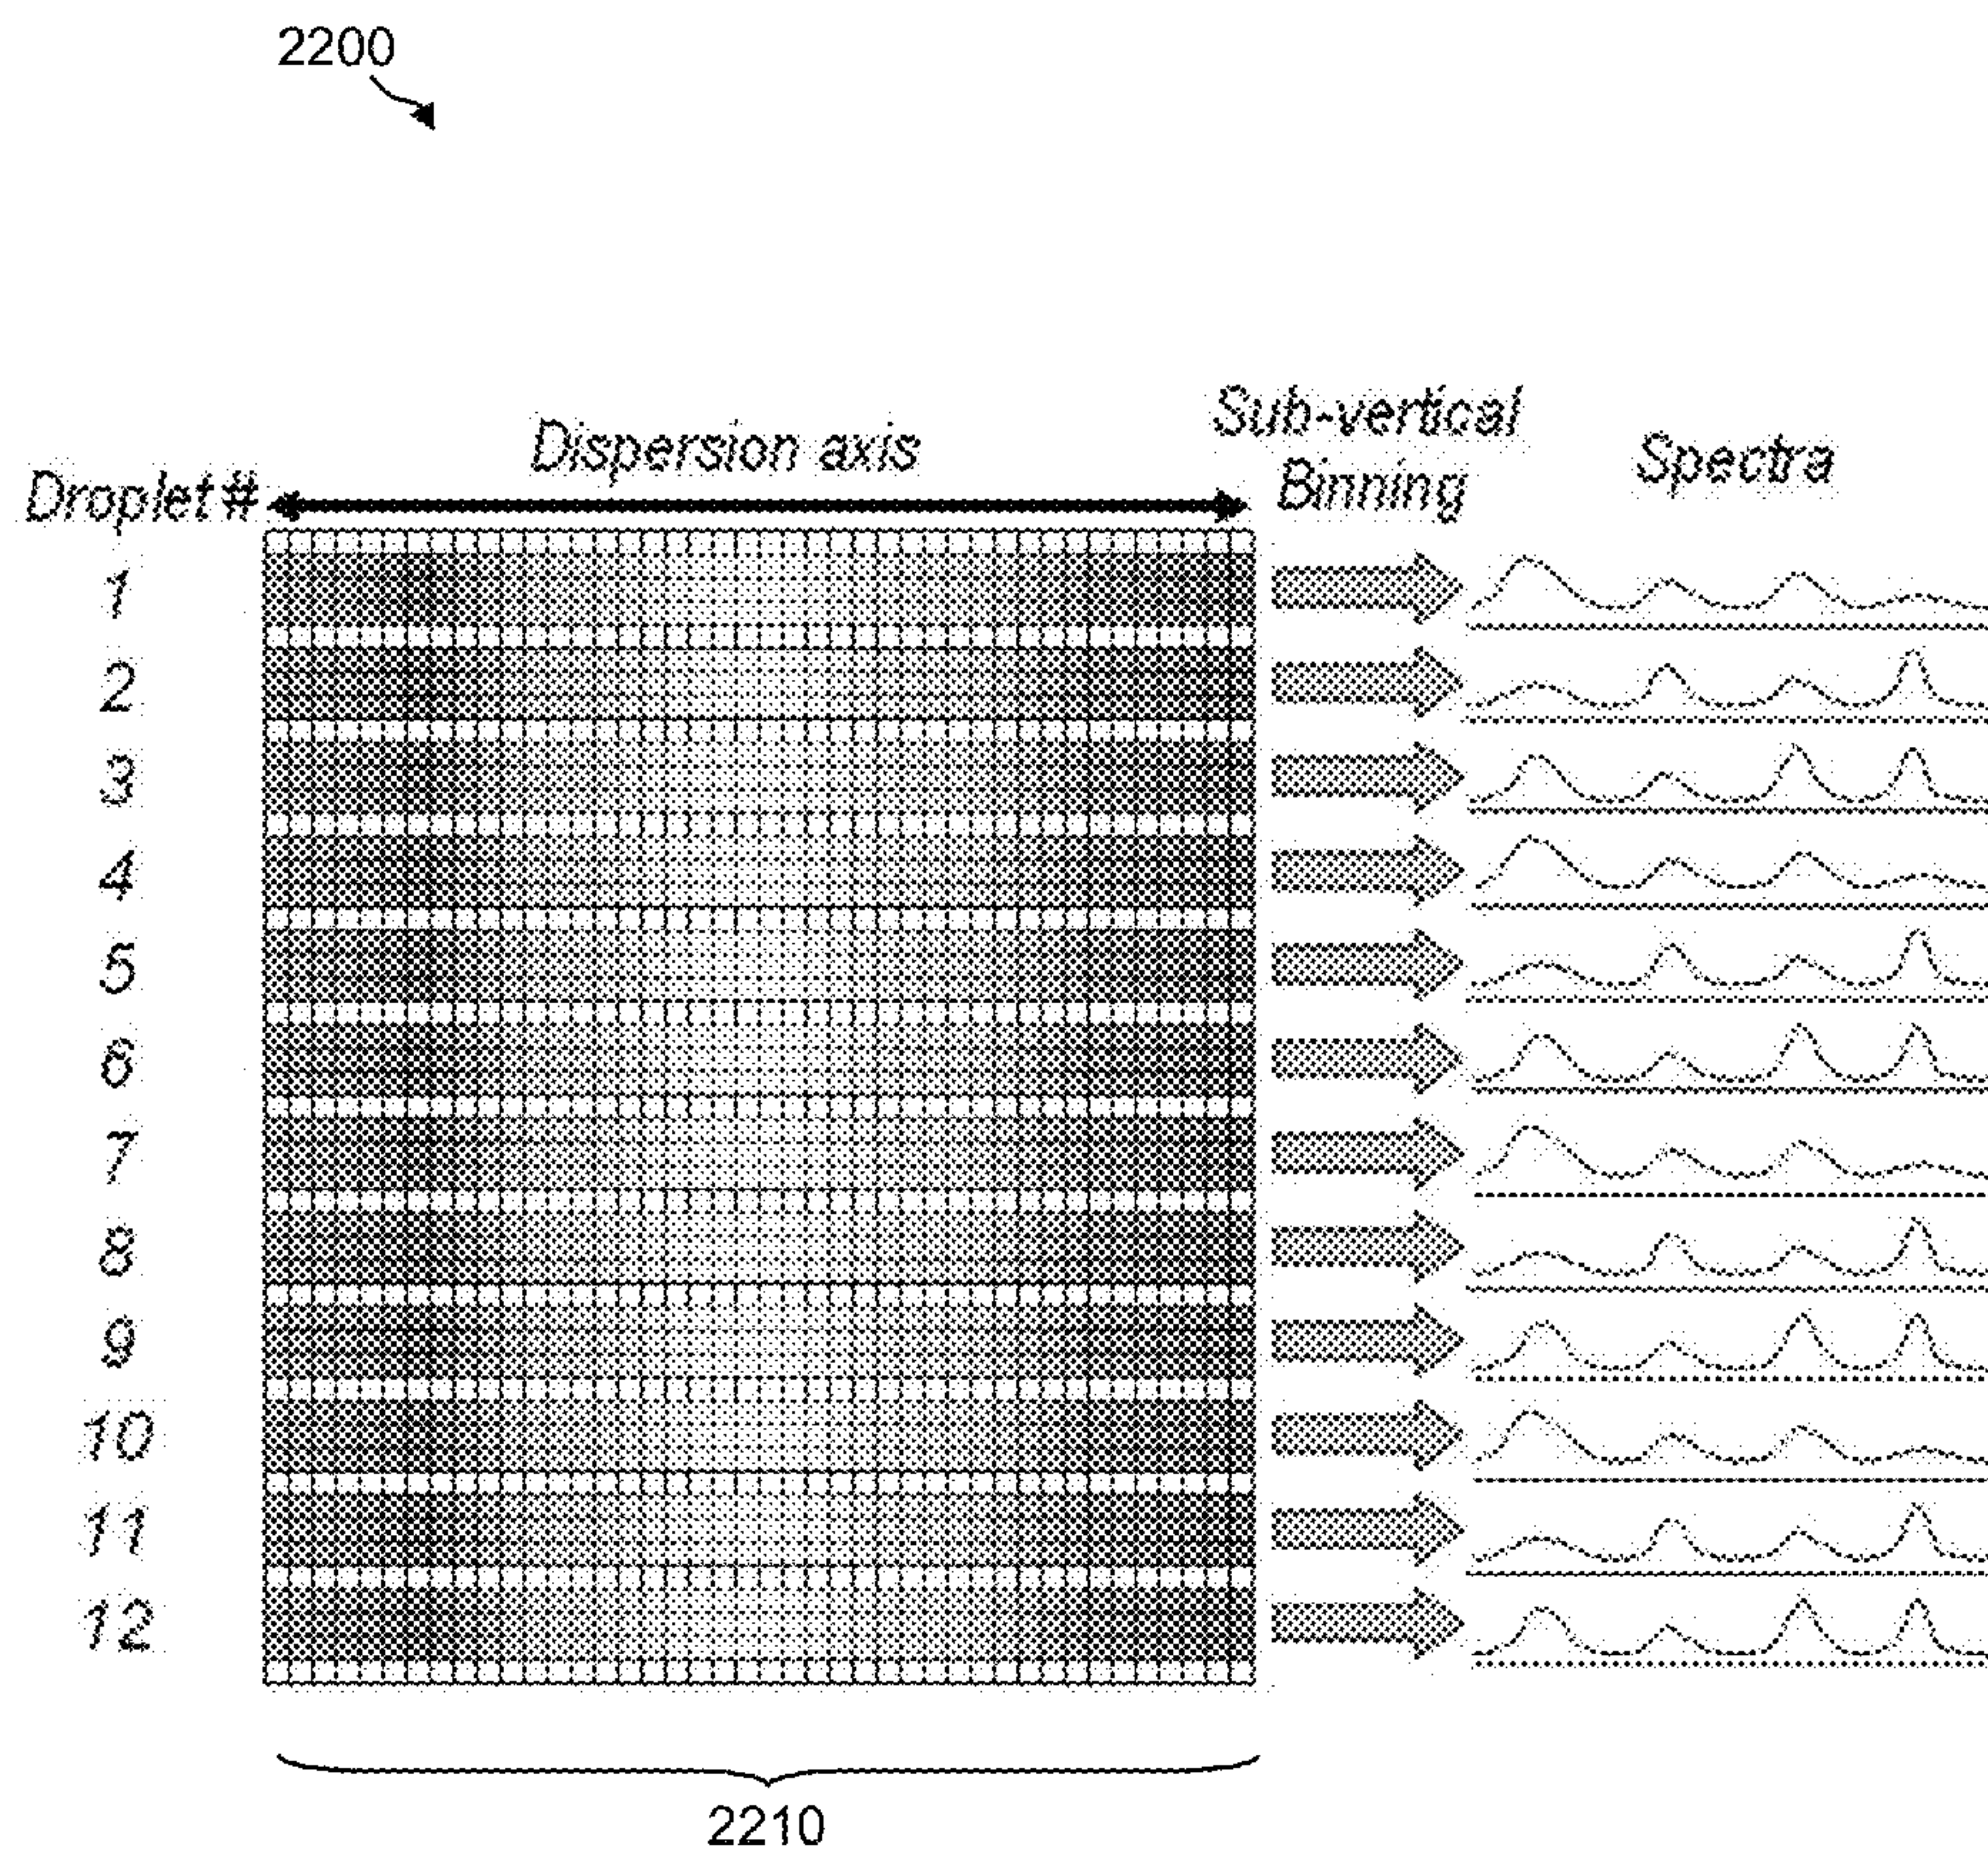 2200
Dispersion axis
Sub-vertical
Binning
Spectra
Droplet #
1
2
3
4
5
6
7
8
9
10
11
12
2210